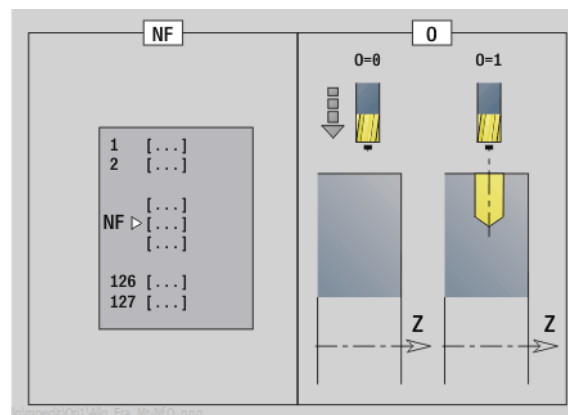 NF
1 [...]
2 [...]
[...]
NF [...]
[...]
126 [...]
127 [...]
O
O=0 O=1
Z Z